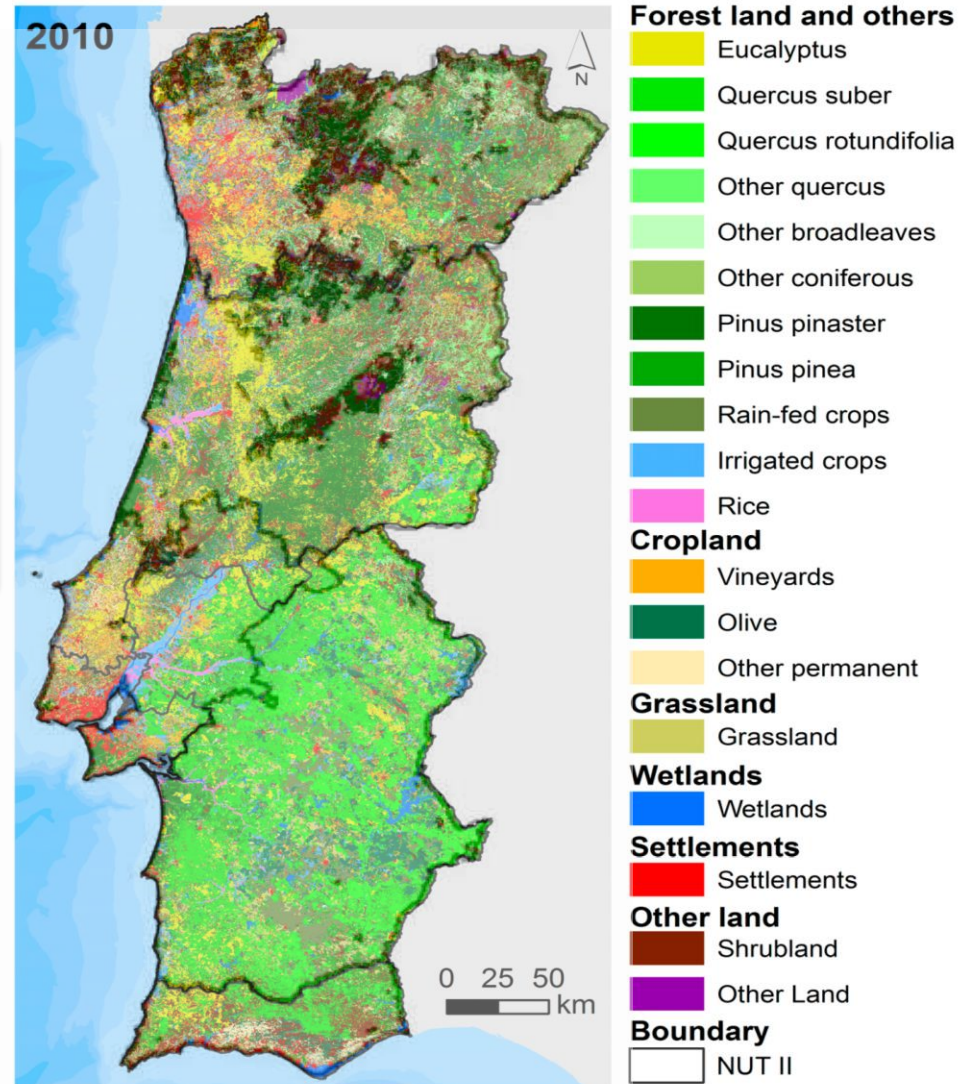 2010
N
0 25 50
km
Forest land and others
Eucalyptus
Quercus suber
Quercus rotundifolia
Other quercus
Other broadleaves
Other coniferous
Pinus pinaster
Pinus pinea
Rain-fed crops
Irrigated crops
Rice
Cropland
Vineyards
Olive
Other permanent
Grassland
Grassland
Wetlands
Wetlands
Settlements
Settlements
Other land
Shrubland
Other Land
Boundary
NUT II